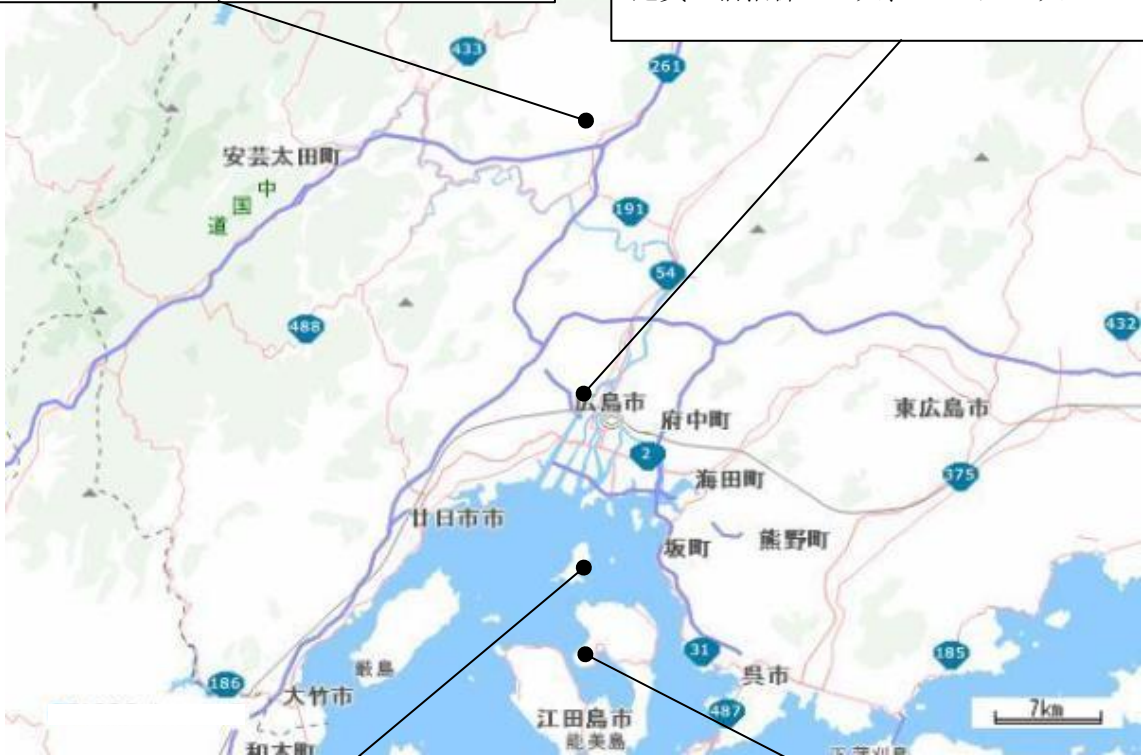 433
261
安芸太田町
中
国
道
191
54
488
432
広島市
府中町
東広島市
2
海田町
375
廿日市市
坂町
熊野町
31
185
厳島
186
大竹市
呉市
487
江田島市
7km
能美島